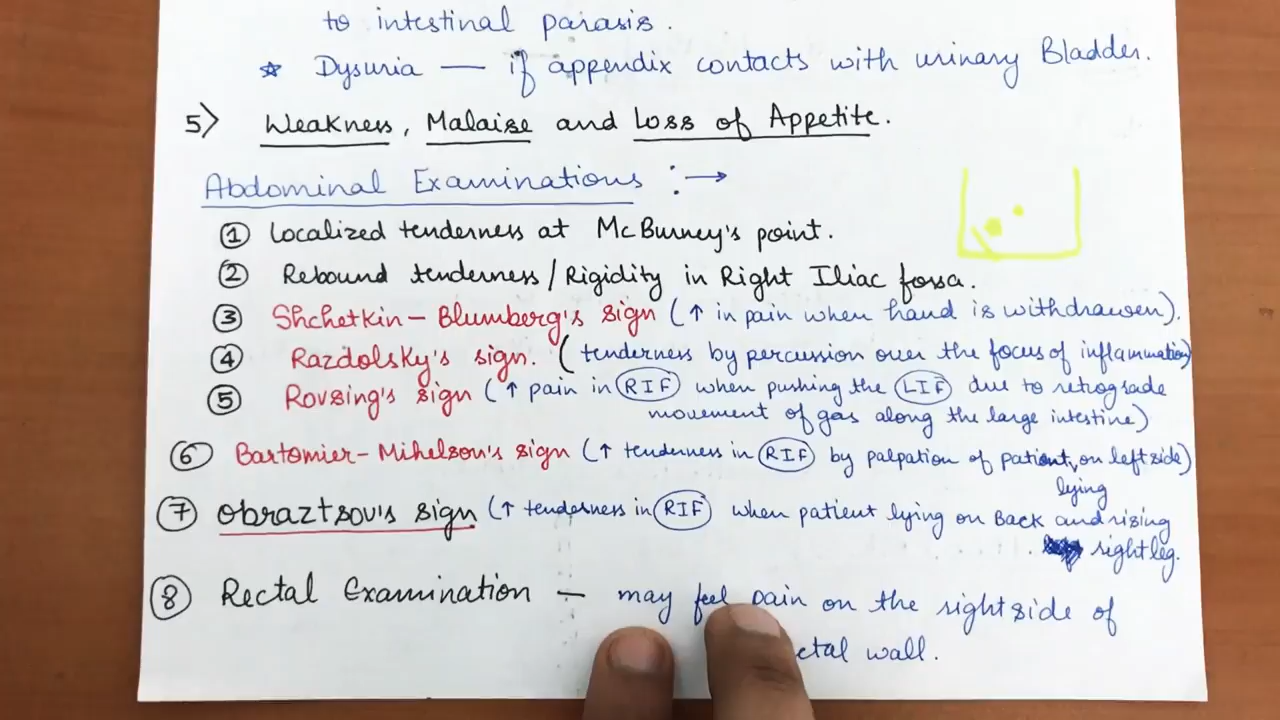 to intestinal parasis.
☆ Dysuria — if appendix contacts with urinary Bladder.
5> Weakness, Malaise and Loss of Appetite.
Abdominal Examinations :→
① Localized tenderness at McBurney's point.
② Rebound tenderness/Rigidity in Right Iliac fossa.
③ Shchetkin-Blumberg's sign (↑ in pain when hand is withdrawen).
④ Razdolsky's sign. (tenderness by percussion over the focus of inflammation)
⑤ Rovsing's sign (↑ pain in RIF when pushing the LIF due to retrograde
movement of gas along the large intestine)
⑥ Bartomier-Mihelson's sign (↑ tenderness in RIF by palpation of patient, on left side)
lying
⑦ Obraztsov's sign (↑ tenderness in RIF when patient lying on Back and rising
right leg.
⑧ Rectal Examination — may feel pain on the right side of
wall.